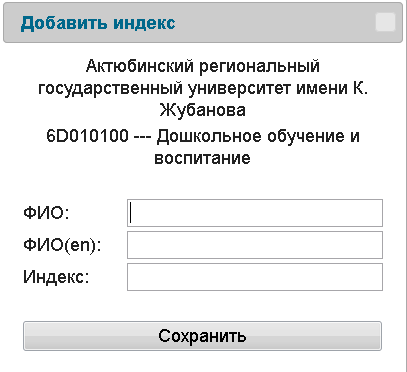 Добавить индекс
Актюбинский региональный
государственный университет имени К.
Жубанова
6D010100 --- Дошкольное обучение и
воспитание
ФИО:
ФИО(en):
Индекс:
Сохранить